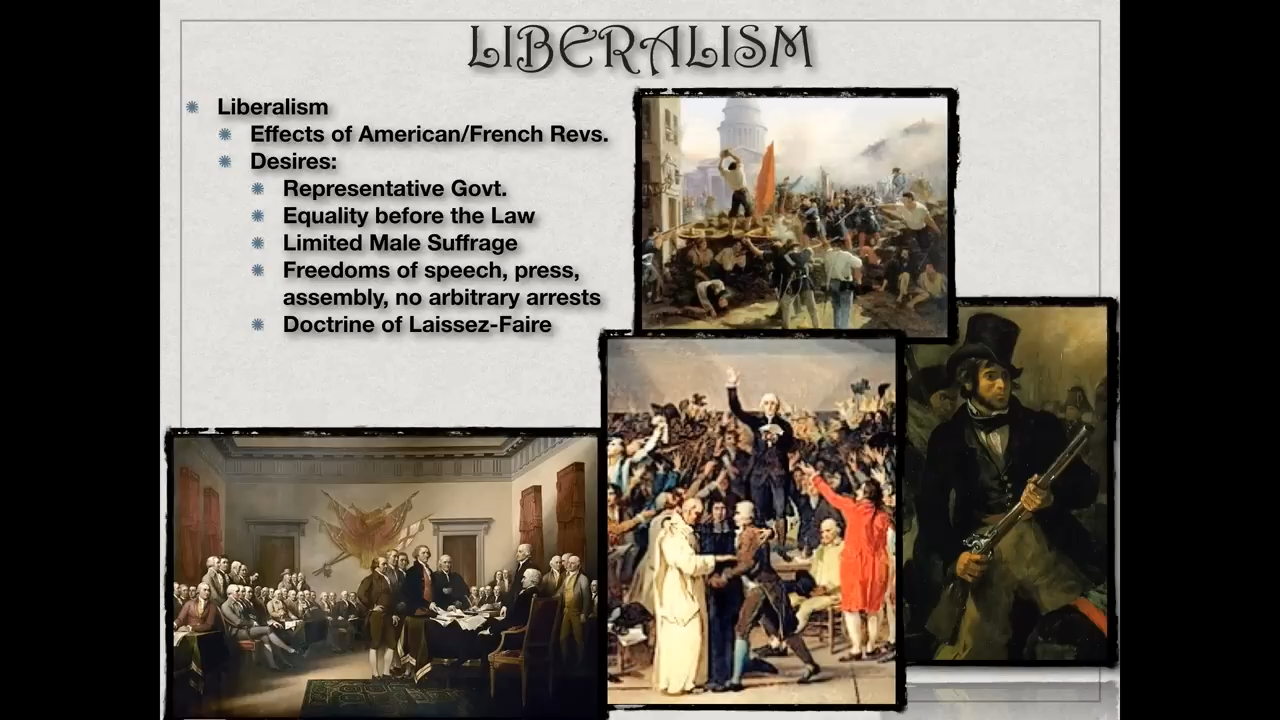 LIBERALISM
Liberalism
Effects of American/French Revs.
Desires:
Representative Govt.
Equality before the Law
Limited Male Suffrage
Freedoms of speech, press,
assembly, no arbitrary arrests
Doctrine of Laissez-Faire